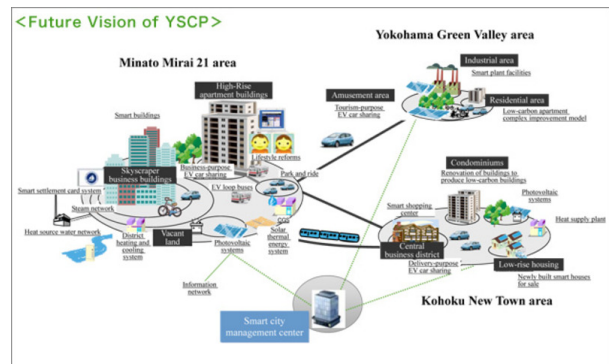 <Future Vision of YSCP>
Yokohama Green Valley area
Minato Mirai 21 area
Industrial area
Smart plant facilities
High-Rise
apartment buildings
Amusement area
Residential area
Tourism-purpose
EV car sharing
Low-carbon apartment
complex improvement model
Smart buildings
Lifestyle reforms
Condominiums
Renovation of buildings to
produce low-carbon buildings
Skyscraper
business buildings
Business-purpose
EV car sharing
Park and ride
Photovoltaic
systems
Smart settlement card system
EV loop buses
Smart shopping
center
Steam network
Heat supply plant
Heat source water network
District
heating and
cooling
system
Vacant
land
Photovoltaic
systems
Solar
thermal
energy
system
Central
business district
Delivery-purpose
EV car sharing
Low-rise housing
Newly built smart houses
for sale
Information
network
Kohoku New Town area
Smart city
management center